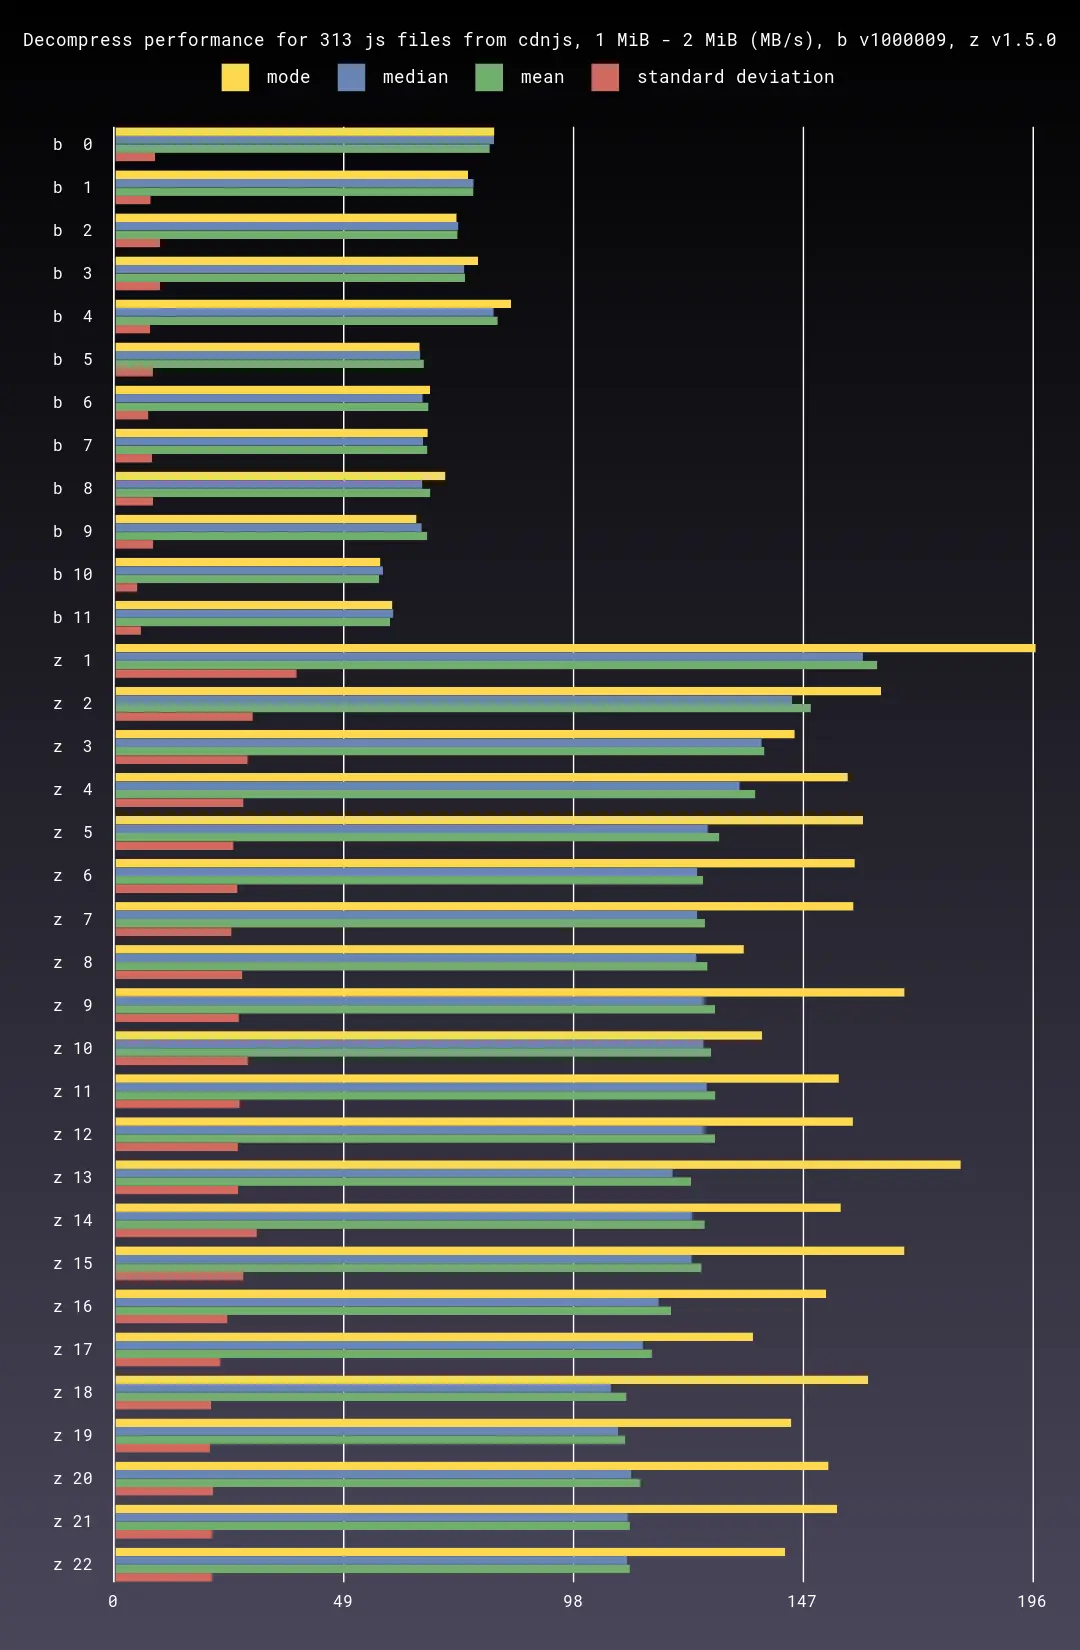 Decompress performance for 313 js files from cdnjs, 1 MiB - 2 MiB (MB/s), b v1000009, z v1.5.0
mode median mean standard deviation
b 0
b 1
b 2
b 3
b 4
b 5
b 6
b 7
b 8
b 9
b 10
b 11
z 1
z 2
z 3
z 4
z 5
z 6
z 7
z 8
z 9
z 10
z 11
z 12
z 13
z 14
z 15
z 16
z 17
z 18
z 19
z 20
z 21
z 22
0 49 98 147 196